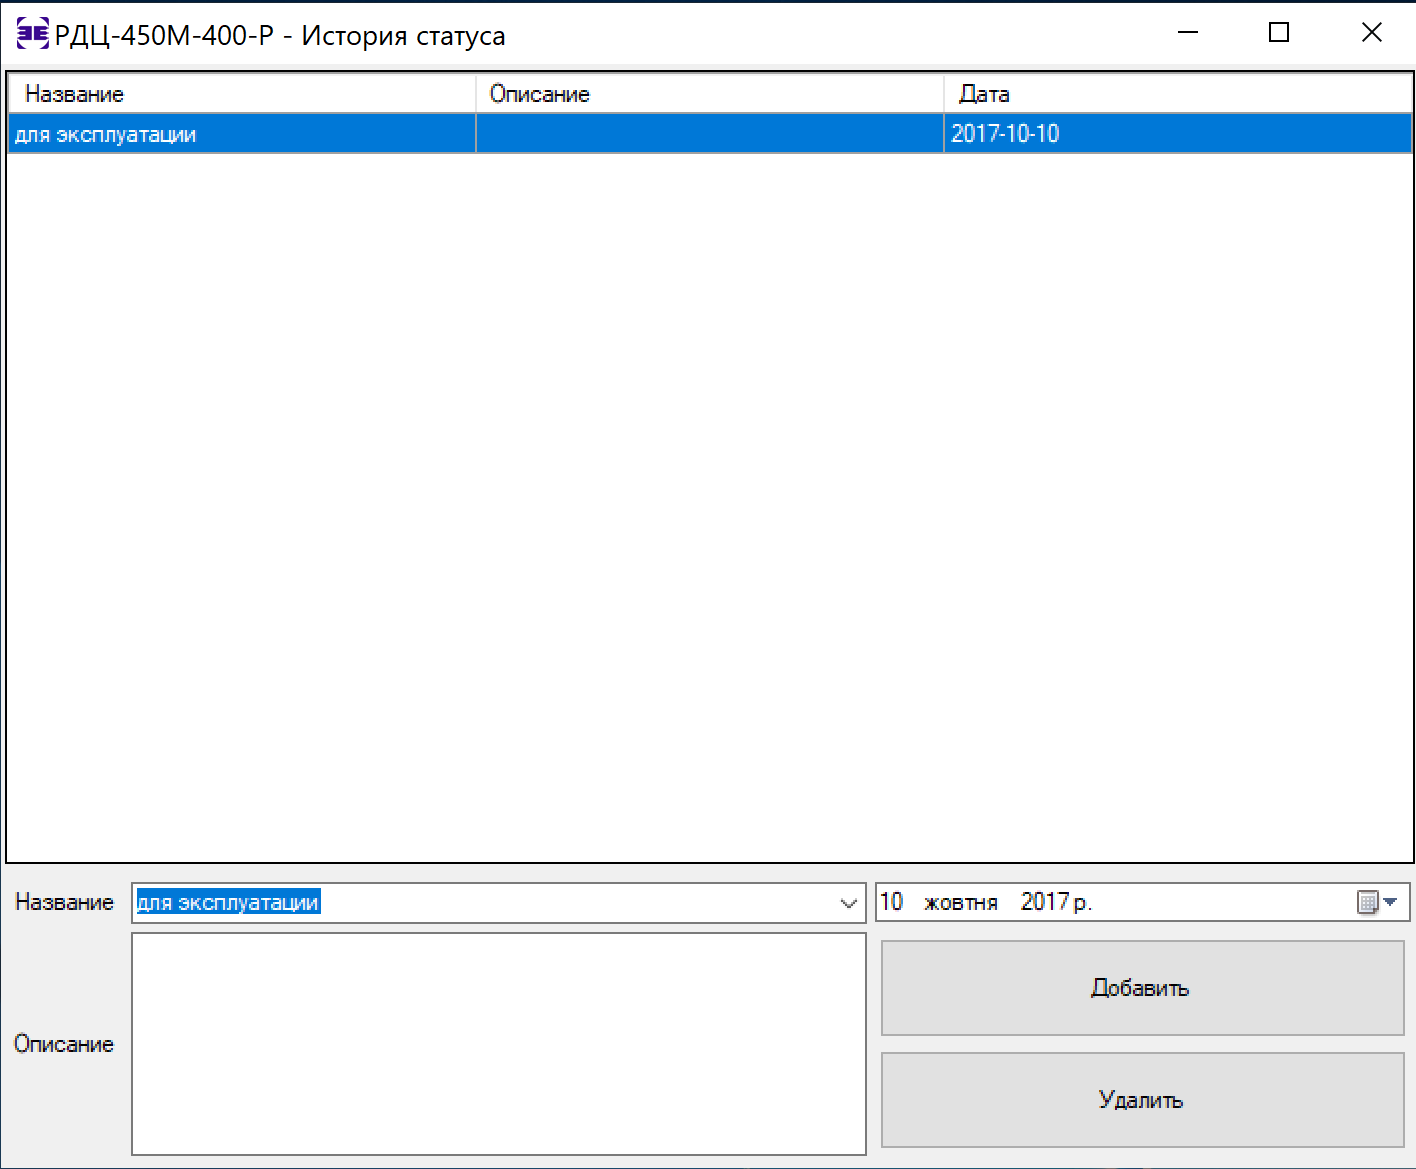 РДЦ-450М-400-Р - История статуса
Название Описание Дата
для эксплуатации 2017-10-10
Название для эксплуатации 10 жовтня 2017 р.
Добавить
Описание
Удалить